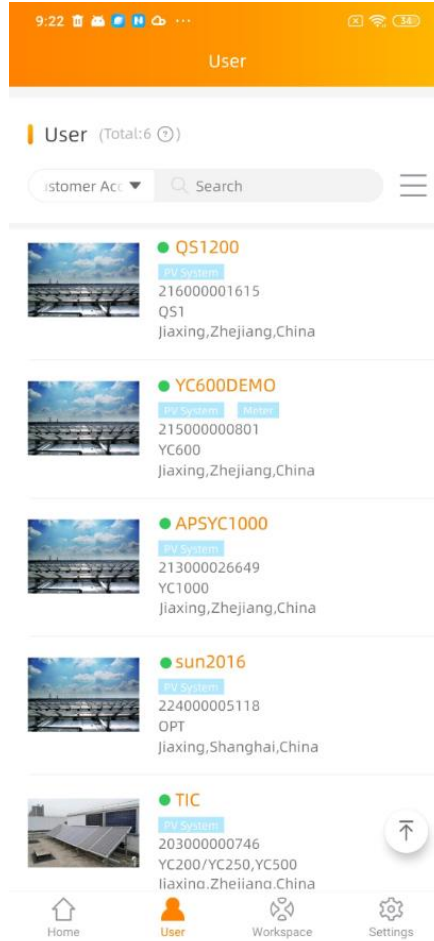 9:22
34
User
User (Total:6 ?)
stomer Acc
Search
QS1200
PV System
216000001615
QS1
Jiaxing,Zhejiang,China
YC600DEMO
PV System Meter
215000000801
YC600
Jiaxing,Zhejiang,China
APSYC1000
PV System
213000026649
YC1000
Jiaxing,Zhejiang,China
sun2016
PV System
224000005118
OPT
Jiaxing,Shanghai,China
TIC
PV System
203000000746
YC200/YC250,YC500
Jiaxing,Zhejiang,China
Home User Workspace Settings